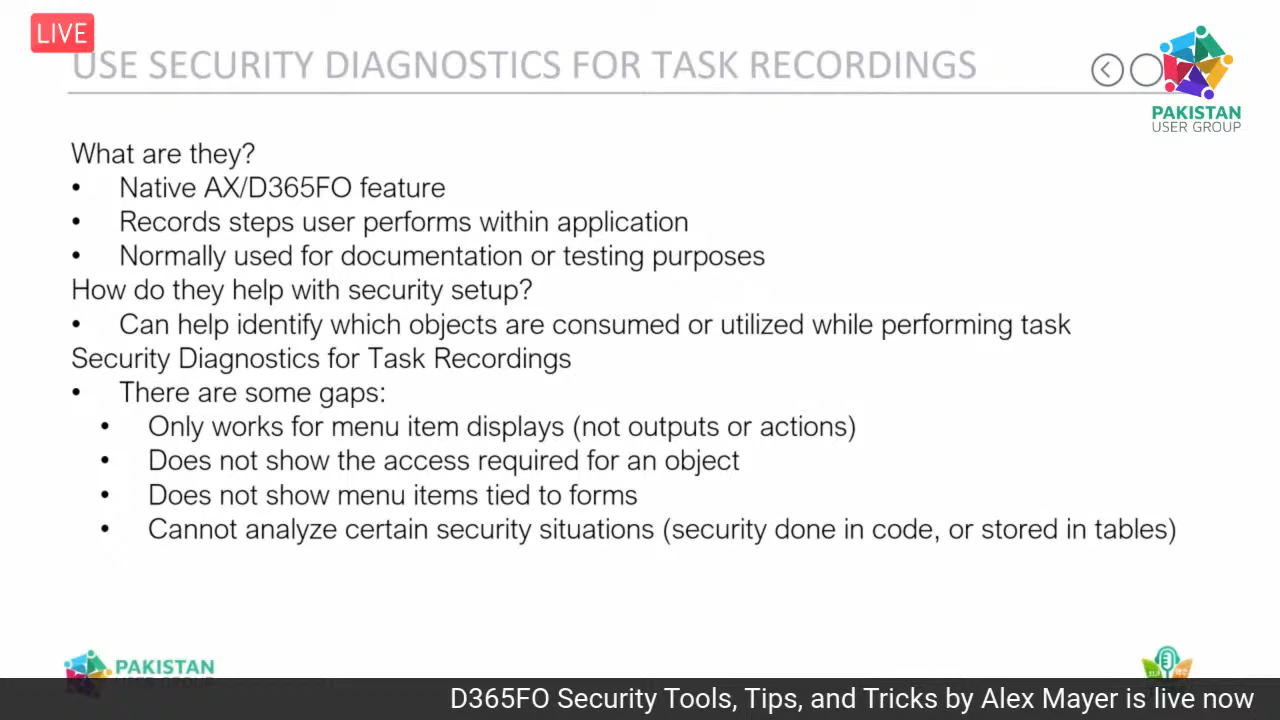 LIVE
USE SECURITY DIAGNOSTICS FOR TASK RECORDINGS
PAKISTAN
USER GROUP
What are they?
• Native AX/D365FO feature
• Records steps user performs within application
• Normally used for documentation or testing purposes
How do they help with security setup?
• Can help identify which objects are consumed or utilized while performing task
Security Diagnostics for Task Recordings
• There are some gaps:
• Only works for menu item displays (not outputs or actions)
• Does not show the access required for an object
• Does not show menu items tied to forms
• Cannot analyze certain security situations (security done in code, or stored in tables)
PAKISTAN
D365FO Security Tools, Tips, and Tricks by Alex Mayer is live now